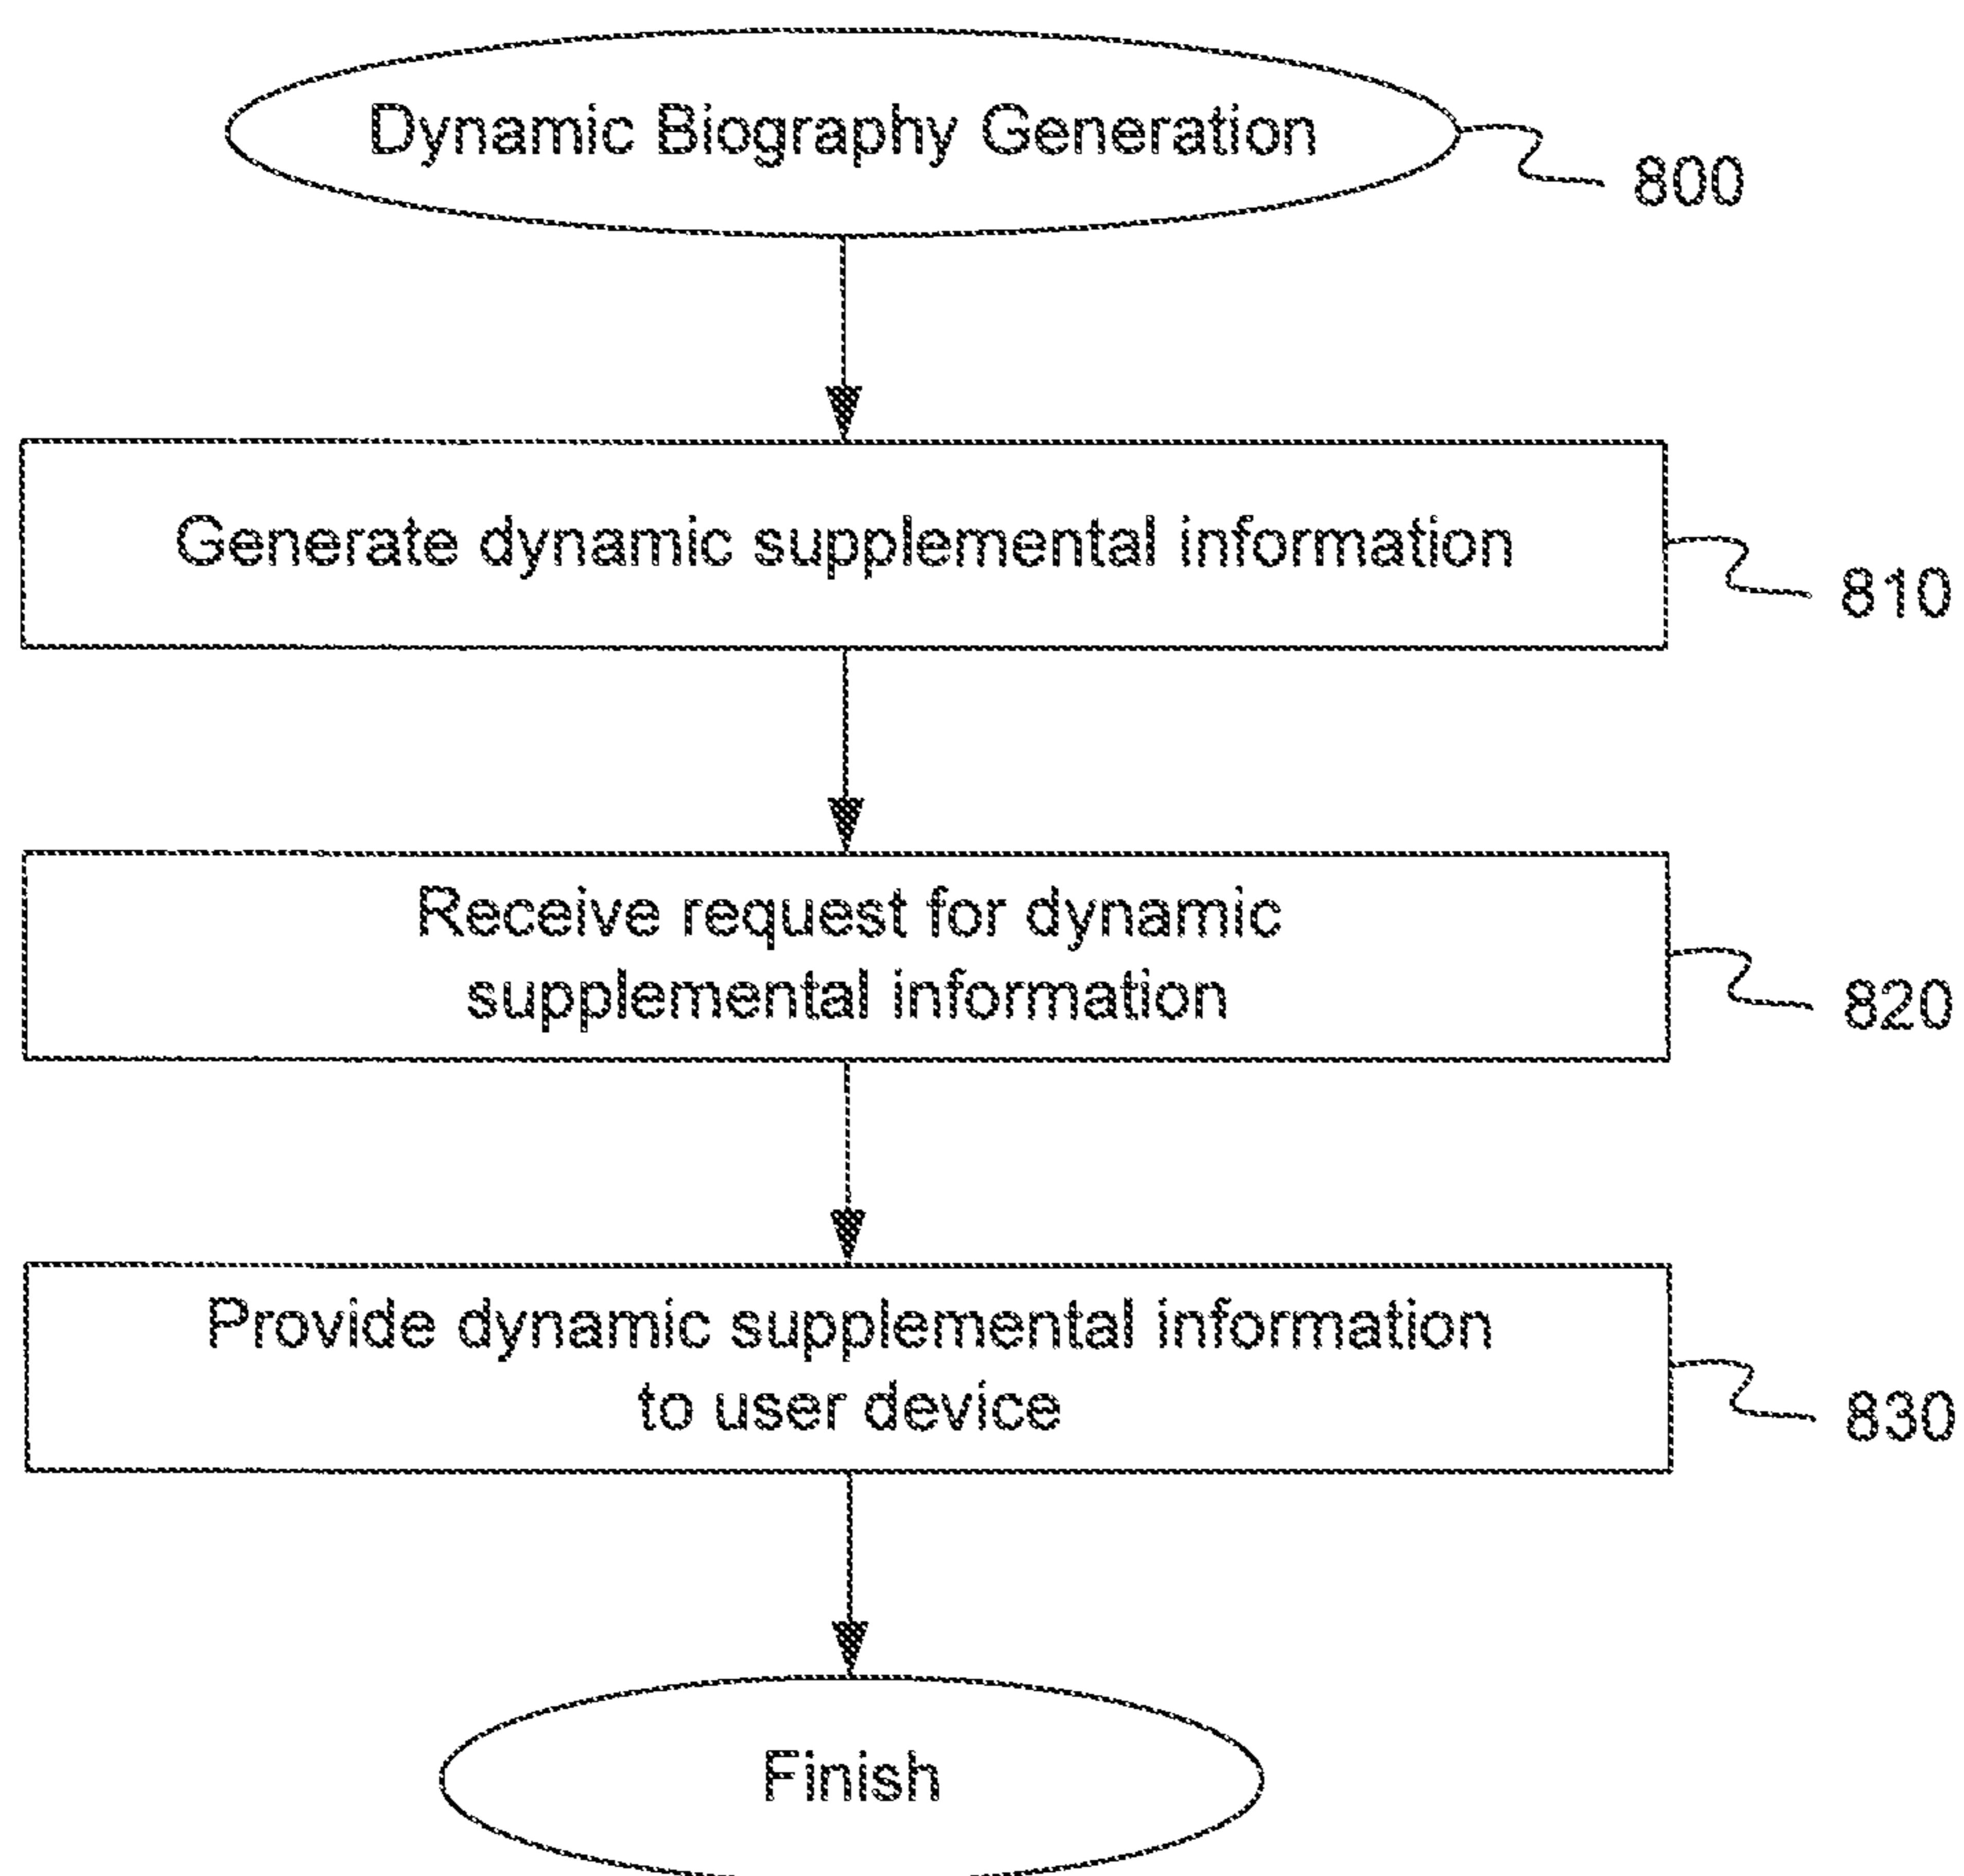 Dynamic Biography Generation
800
Generate dynamic supplemental information
810
Receive request for dynamic
supplemental information
820
Provide dynamic supplemental information
to user device
830
Finish